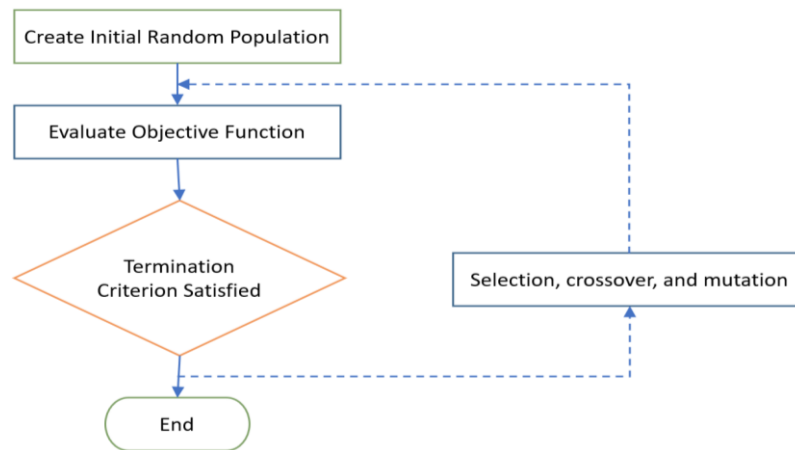 Create Initial Random Population
Evaluate Objective Function
Termination
Criterion Satisfied
Selection, crossover, and mutation
End